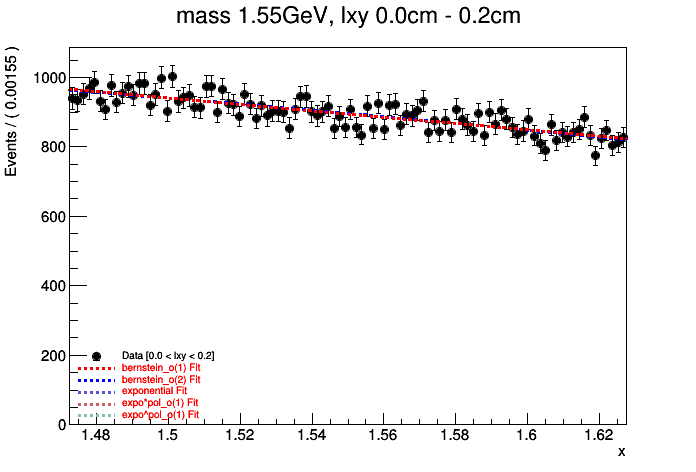 mass 1.55GeV, lxy 0.0cm - 0.2cm
Events / ( 0.00155 )
1000
800
600
400
200
0
Data [0.0 < lxy < 0.2]
bernstein_o(1) Fit
bernstein_o(2) Fit
exponential Fit
expo*pol_o(1) Fit
expo^pol_o(1) Fit
1.48 1.5 1.52 1.54 1.56 1.58 1.6 1.62
x